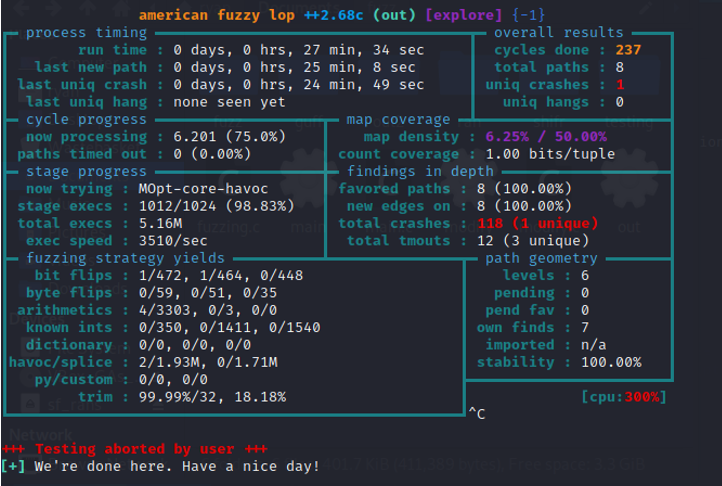 american fuzzy lop ++2.68c (out) [explore] {-1}
process timing
run time : 0 days, 0 hrs, 27 min, 34 sec
last new path : 0 days, 0 hrs, 25 min, 8 sec
last uniq crash : 0 days, 0 hrs, 24 min, 49 sec
last uniq hang : none seen yet
overall results
cycles done : 237
total paths : 8
uniq crashes : 1
uniq hangs : 0
cycle progress
now processing : 6.201 (75.0%)
paths timed out : 0 (0.00%)
map coverage
map density : 6.25% / 50.00%
count coverage : 1.00 bits/tuple
stage progress
now trying : MOpt-core-havoc
stage execs : 1012/1024 (98.83%)
total execs : 5.16M
exec speed : 3510/sec
findings in depth
favored paths : 8 (100.00%)
new edges on : 8 (100.00%)
total crashes : 118 (1 unique)
total tmouts : 12 (3 unique)
fuzzing strategy yields
bit flips : 1/472, 1/464, 0/448
byte flips : 0/59, 0/51, 0/35
arithmetics : 4/3303, 0/3, 0/0
known ints : 0/350, 0/1411, 0/1540
dictionary : 0/0, 0/0, 0/0
havoc/splice : 2/1.93M, 0/1.71M
py/custom : 0/0, 0/0
trim : 99.99%/32, 18.18%
path geometry
levels : 6
pending : 0
pend fav : 0
own finds : 7
imported : n/a
stability : 100.00%
[cpu:300%]
^C
+++ Testing aborted by user +++
[+] We're done here. Have a nice day!